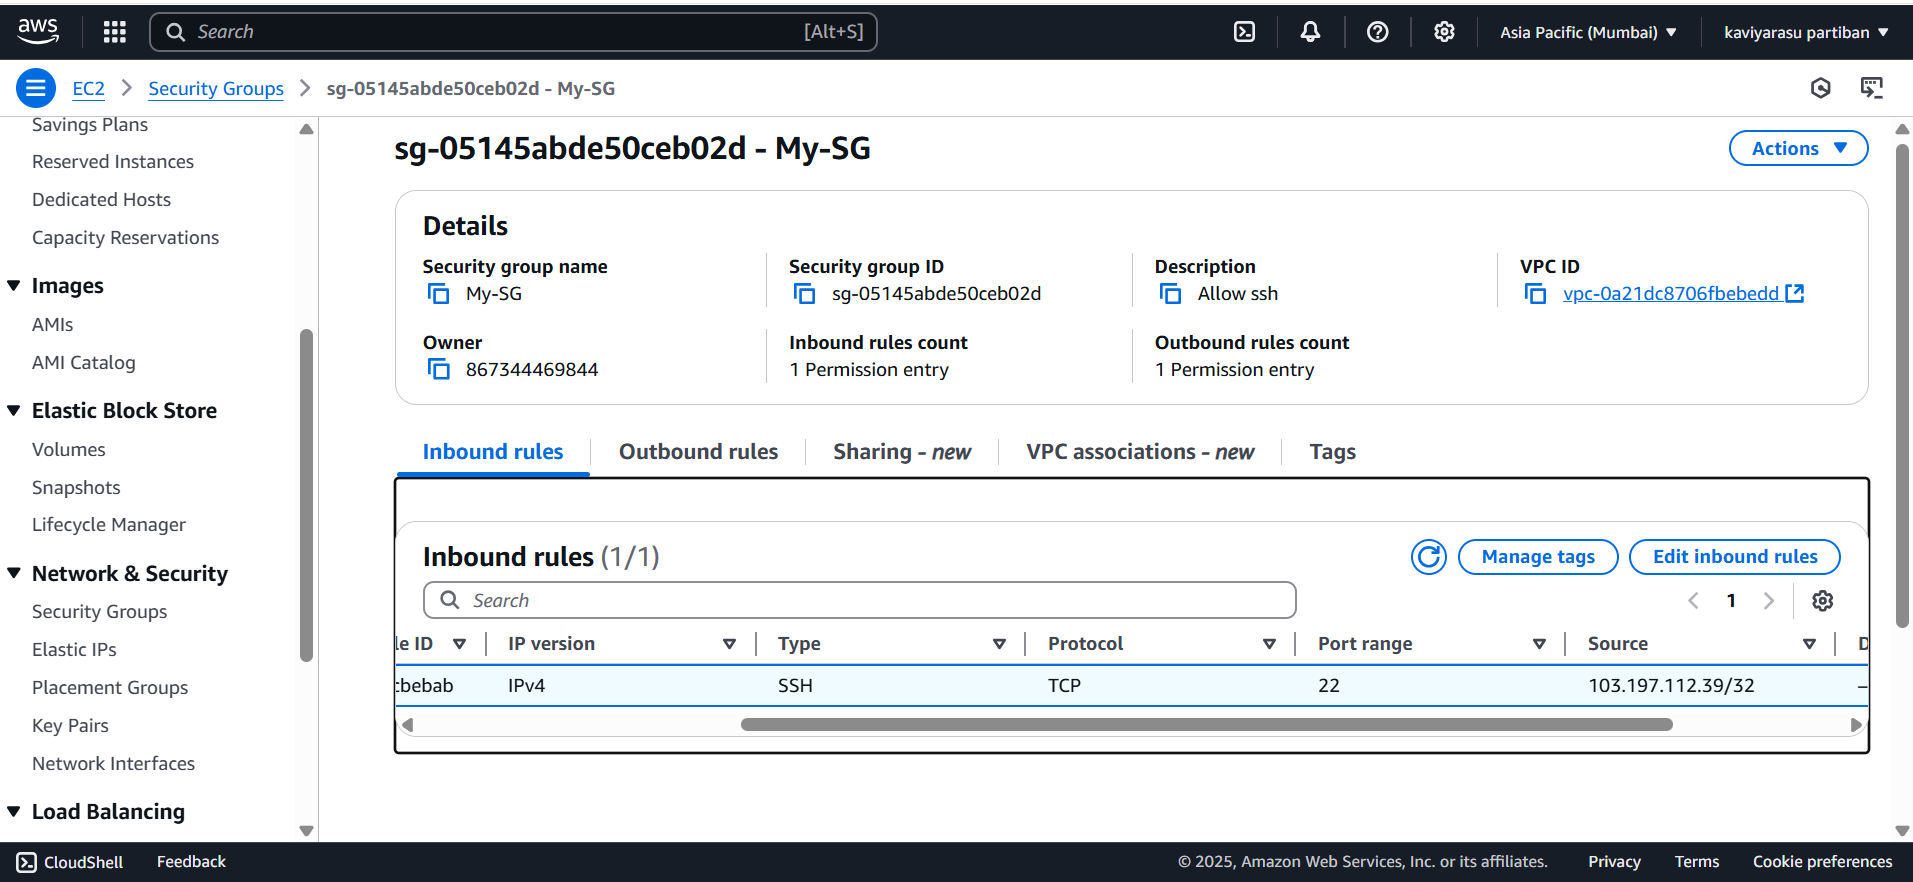 aws
Search [Alt+S]
Asia Pacific (Mumbai)
kaviyarasu partiban
EC2
Security Groups
sg-05145abde50ceb02d - My-SG
Savings Plans
Reserved Instances
Dedicated Hosts
Capacity Reservations
Images
AMIs
AMI Catalog
Elastic Block Store
Volumes
Snapshots
Lifecycle Manager
Network & Security
Security Groups
Elastic IPs
Placement Groups
Key Pairs
Network Interfaces
Load Balancing
sg-05145abde50ceb02d - My-SG
Actions
Details
Security group name
My-SG
Security group ID
sg-05145abde50ceb02d
Description
Allow ssh
VPC ID
vpc-0a21dc8706fbebedd
Owner
867344469844
Inbound rules count
1 Permission entry
Outbound rules count
1 Permission entry
Inbound rules
Outbound rules
Sharing - new
VPC associations - new
Tags
Inbound rules (1/1)
Manage tags
Edit inbound rules
Search
1
le ID IP version Type Protocol Port range Source D
cbebab IPv4 SSH TCP 22 103.197.112.39/32 –
CloudShell
Feedback
© 2025, Amazon Web Services, Inc. or its affiliates.
Privacy
Terms
Cookie preferences